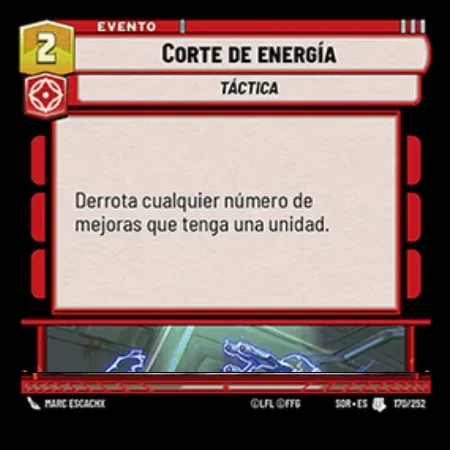 EVENTO
2
CORTE DE ENERGÍA
TÁCTICA
Derrota cualquier número de
mejoras que tenga una unidad.
MARC ESCACHX
©LFL ©FFG
SOR • ES
170/252